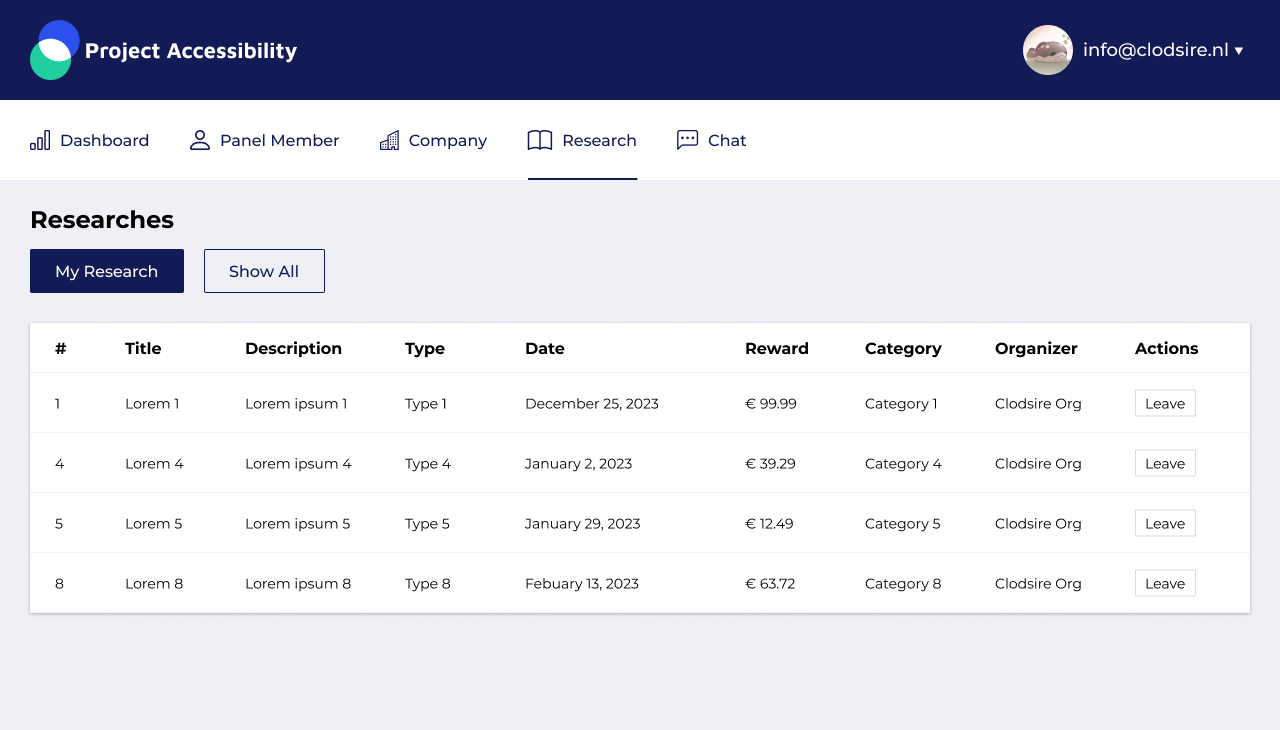 Project Accessibility
info@clodsire.nl ▾
Dashboard Panel Member Company Research Chat
Researches
My Research Show All
# Title Description Type Date Reward Category Organizer Actions
1 Lorem 1 Lorem ipsum 1 Type 1 December 25, 2023 € 99.99 Category 1 Clodsire Org Leave
4 Lorem 4 Lorem ipsum 4 Type 4 January 2, 2023 € 39.29 Category 4 Clodsire Org Leave
5 Lorem 5 Lorem ipsum 5 Type 5 January 29, 2023 € 12.49 Category 5 Clodsire Org Leave
8 Lorem 8 Lorem ipsum 8 Type 8 Febuary 13, 2023 € 63.72 Category 8 Clodsire Org Leave